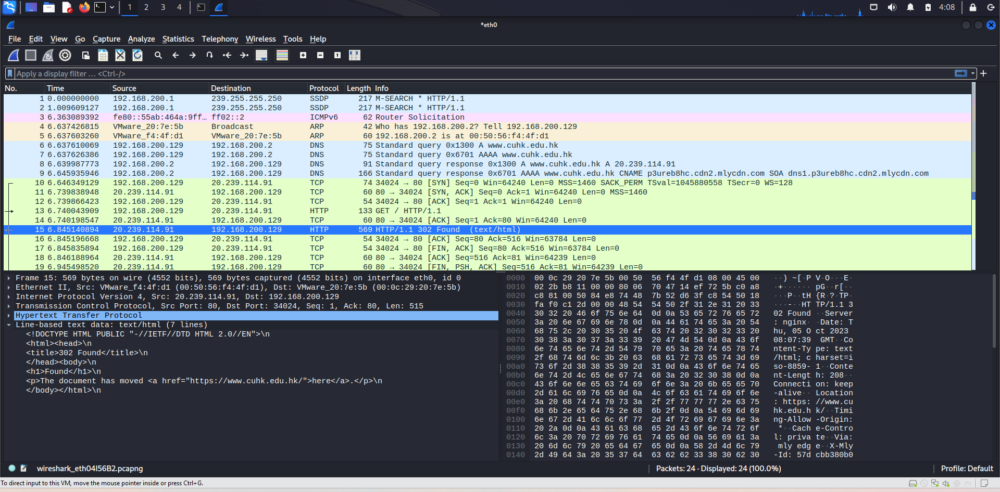 1 2 3 4 4:08
*eth0
File Edit View Go Capture Analyze Statistics Telephony Wireless Tools Help
Apply a display filter … <Ctrl-/>
No. Time Source Destination Protocol Length Info
1 0.000000000 192.168.200.1 239.255.255.250 SSDP 217 M-SEARCH * HTTP/1.1
2 1.009609127 192.168.200.1 239.255.255.250 SSDP 217 M-SEARCH * HTTP/1.1
3 6.363089392 fe80::55ab:464a:9ff… ff02::2 ICMPv6 62 Router Solicitation
4 6.637426815 VMware_20:7e:5b Broadcast ARP 42 Who has 192.168.200.2? Tell 192.168.200.129
5 6.637603260 VMware_f4:4f:d1 VMware_20:7e:5b ARP 60 192.168.200.2 is at 00:50:56:f4:4f:d1
6 6.637610069 192.168.200.129 192.168.200.2 DNS 75 Standard query 0x1300 A www.cuhk.edu.hk
7 6.637626386 192.168.200.129 192.168.200.2 DNS 75 Standard query 0x6701 AAAA www.cuhk.edu.hk
8 6.639987773 192.168.200.2 192.168.200.129 DNS 91 Standard query response 0x1300 A www.cuhk.edu.hk A 20.239.114.91
9 6.645935946 192.168.200.2 192.168.200.129 DNS 166 Standard query response 0x6701 AAAA www.cuhk.edu.hk CNAME p3ureb8hc.cdn2.mlycdn.com SOA dns1.p3ureb8hc.cdn2.mlycdn.com
10 6.646349129 192.168.200.129 20.239.114.91 TCP 74 34024 → 80 [SYN] Seq=0 Win=64240 Len=0 MSS=1460 SACK_PERM TSval=1045880558 TSecr=0 WS=128
11 6.739838948 20.239.114.91 192.168.200.129 TCP 60 80 → 34024 [SYN, ACK] Seq=0 Ack=1 Win=64240 Len=0 MSS=1460
12 6.739866423 192.168.200.129 20.239.114.91 TCP 54 34024 → 80 [ACK] Seq=1 Ack=1 Win=64240 Len=0
13 6.740043909 192.168.200.129 20.239.114.91 HTTP 133 GET / HTTP/1.1
14 6.740198547 20.239.114.91 192.168.200.129 TCP 60 80 → 34024 [ACK] Seq=1 Ack=80 Win=64240 Len=0
15 6.845140894 20.239.114.91 192.168.200.129 HTTP 569 HTTP/1.1 302 Found  (text/html)
16 6.845196668 192.168.200.129 20.239.114.91 TCP 54 34024 → 80 [ACK] Seq=80 Ack=516 Win=63784 Len=0
17 6.845835894 192.168.200.129 20.239.114.91 TCP 54 34024 → 80 [FIN, ACK] Seq=80 Ack=516 Win=63784 Len=0
18 6.846188964 20.239.114.91 192.168.200.129 TCP 60 80 → 34024 [ACK] Seq=516 Ack=81 Win=64239 Len=0
19 6.945498520 20.239.114.91 192.168.200.129 TCP 60 80 → 34024 [FIN, PSH, ACK] Seq=516 Ack=81 Win=64239 Len=0
Frame 15: 569 bytes on wire (4552 bits), 569 bytes captured (4552 bits) on interface eth0, id 0
Ethernet II, Src: VMware_f4:4f:d1 (00:50:56:f4:4f:d1), Dst: VMware_20:7e:5b (00:0c:29:20:7e:5b)
Internet Protocol Version 4, Src: 20.239.114.91, Dst: 192.168.200.129
Transmission Control Protocol, Src Port: 80, Dst Port: 34024, Seq: 1, Ack: 80, Len: 515
Hypertext Transfer Protocol
Line-based text data: text/html (7 lines)
<!DOCTYPE HTML PUBLIC "-//IETF//DTD HTML 2.0//EN">\n
<html><head>\n
<title>302 Found</title>\n
</head><body>\n
<h1>Found</h1>\n
<p>The document has moved <a href="https://www.cuhk.edu.hk/">here</a>.</p>\n
</body></html>\n
0000 00 0c 29 20 7e 5b 00 50 56 f4 4f d1 08 00 45 00 ··) ~[·P V·O···E·
0010 02 2b b8 11 00 00 80 06 70 47 14 ef 72 5b c0 a8 ·+······ pG··r[··
0020 c8 81 00 50 84 e8 74 48 7b 52 d6 3f c8 54 50 18 ···P··tH {R·?·TP·
0030 fa f0 c1 2d 00 00 48 54 54 50 2f 31 2e 31 20 33 ···-··HT TP/1.1 3
0040 30 32 20 46 6f 75 6e 64 0d 0a 53 65 72 76 65 72 02 Found ··Server
0050 3a 20 6e 67 69 6e 78 0d 0a 44 61 74 65 3a 20 54 : nginx· ·Date: T
0060 68 75 2c 20 30 35 20 4f 63 74 20 32 30 32 33 20 hu, 05 O ct 2023
0070 30 38 3a 30 37 3a 33 39 20 47 4d 54 0d 0a 43 6f 08:07:39 GMT··Co
0080 6e 74 65 6e 74 2d 54 79 70 65 3a 20 74 65 78 74 ntent-Ty pe: text
0090 2f 68 74 6d 6c 3b 20 63 68 61 72 73 65 74 3d 69 /html; c harset=i
00a0 73 6f 2d 38 38 35 39 2d 31 0d 0a 43 6f 6e 74 65 so-8859- 1··Conte
00b0 6e 74 2d 4c 65 6e 67 74 68 3a 20 32 30 38 0d 0a nt-Lengt h: 208··
00c0 43 6f 6e 6e 65 63 74 69 6f 6e 3a 20 6b 65 65 70 Connecti on: keep
00d0 2d 61 6c 69 76 65 0d 0a 4c 6f 63 61 74 69 6f 6e -alive·· Location
00e0 3a 20 68 74 74 70 73 3a 2f 2f 77 77 77 2e 63 75 : https: //www.cu
00f0 68 6b 2e 65 64 75 2e 68 6b 2f 0d 0a 54 69 6d 69 hk.edu.h k/··Timi
0100 6e 67 2d 41 6c 6c 6f 77 2d 4f 72 69 67 69 6e 3a ng-Allow -Origin:
0110 20 2a 0d 0a 43 61 63 68 65 2d 43 6f 6e 74 72 6f *··Cach e-Contro
0120 6c 3a 20 70 72 69 76 61 74 65 0d 0a 56 69 61 3a l: priva te··Via:
0130 20 6d 6c 79 20 65 64 67 65 0d 0a 58 2d 4d 6c 79 mly edg e··X-Mly
0140 2d 49 64 3a 20 35 37 64 63 62 62 33 38 30 62 30 -Id: 57d cbb380b0
wireshark_eth04I56B2.pcapng Packets: 24 · Displayed: 24 (100.0%) Profile: Default
To direct input to this VM, move the mouse pointer inside or press Ctrl+G.